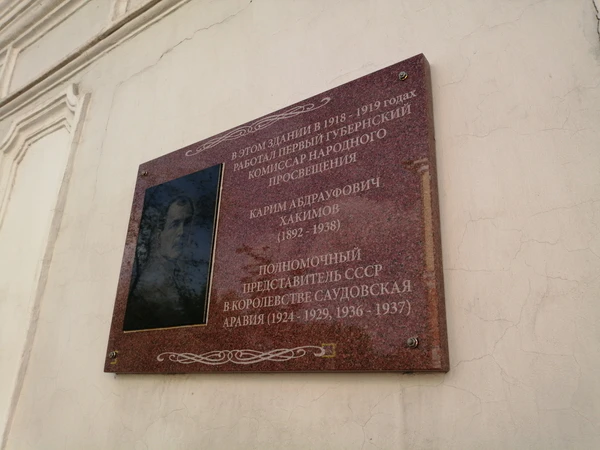 В ЭТОМ ЗДАНИИ В 1918 - 1919 годах
РАБОТАЛ ПЕРВЫЙ ГУБЕРНСКИЙ
КОМИССАР НАРОДНОГО
ПРОСВЕЩЕНИЯ
КАРИМ АБДРАУФОВИЧ
ХАКИМОВ
(1892 - 1938)
ПОЛНОМОЧНЫЙ
ПРЕДСТАВИТЕЛЬ СССР
В КОРОЛЕВСТВЕ САУДОВСКАЯ
АРАВИЯ (1924 - 1929, 1936 - 1937)